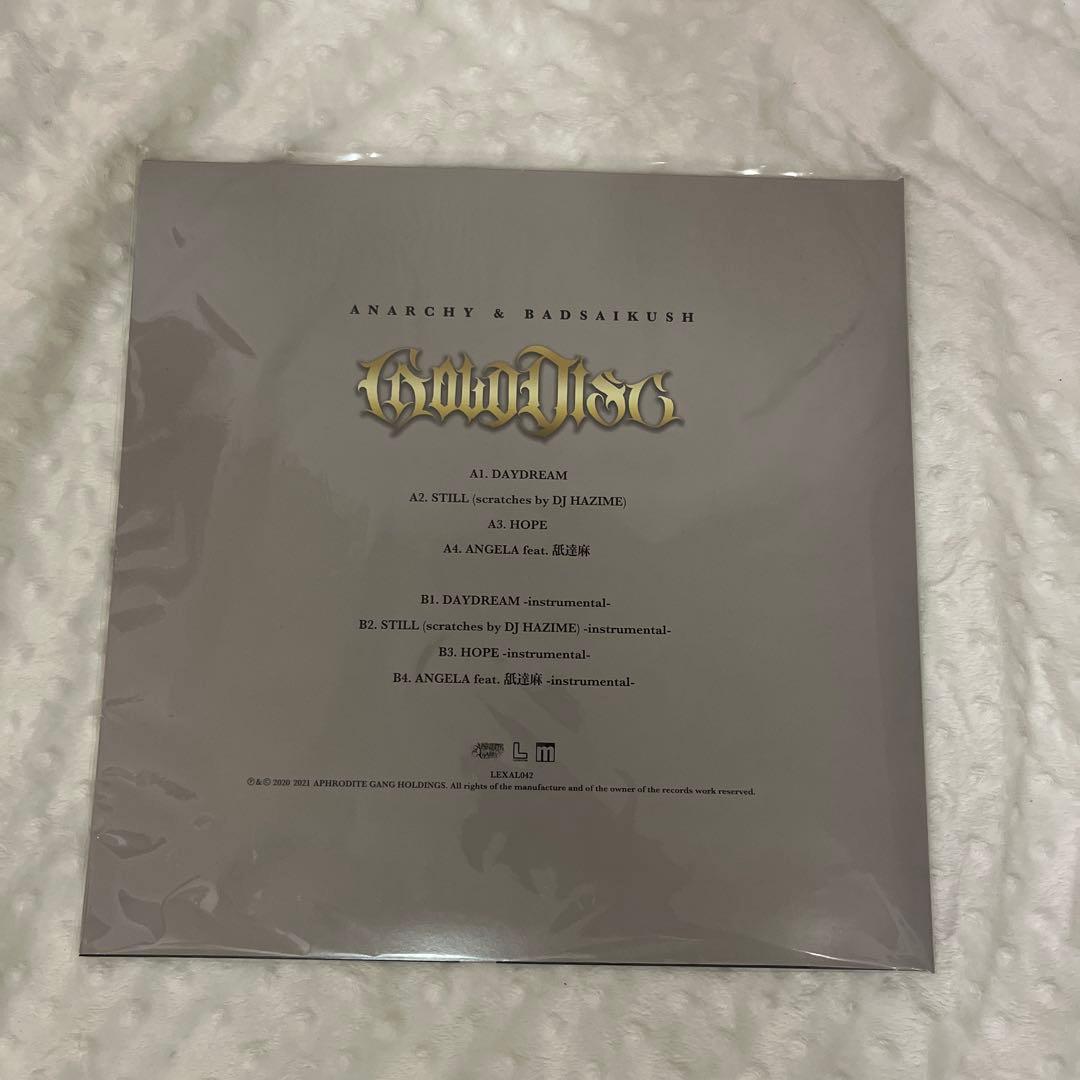 ANARCHY & BADSAIKUSH
GOLD DISC
A1. DAYDREAM
A2. STILL (scratches by DJ HAZIME)
A3. HOPE
A4. ANGELA feat. 舐達麻
B1. DAYDREAM -instrumental-
B2. STILL (scratches by DJ HAZIME) -instrumental-
B3. HOPE -instrumental-
B4. ANGELA feat. 舐達麻 -instrumental-
L m
LEXAL042
℗&© 2020 2021 APHRODITE GANG HOLDINGS. All rights of the manufacture and of the owner of the records work reserved.